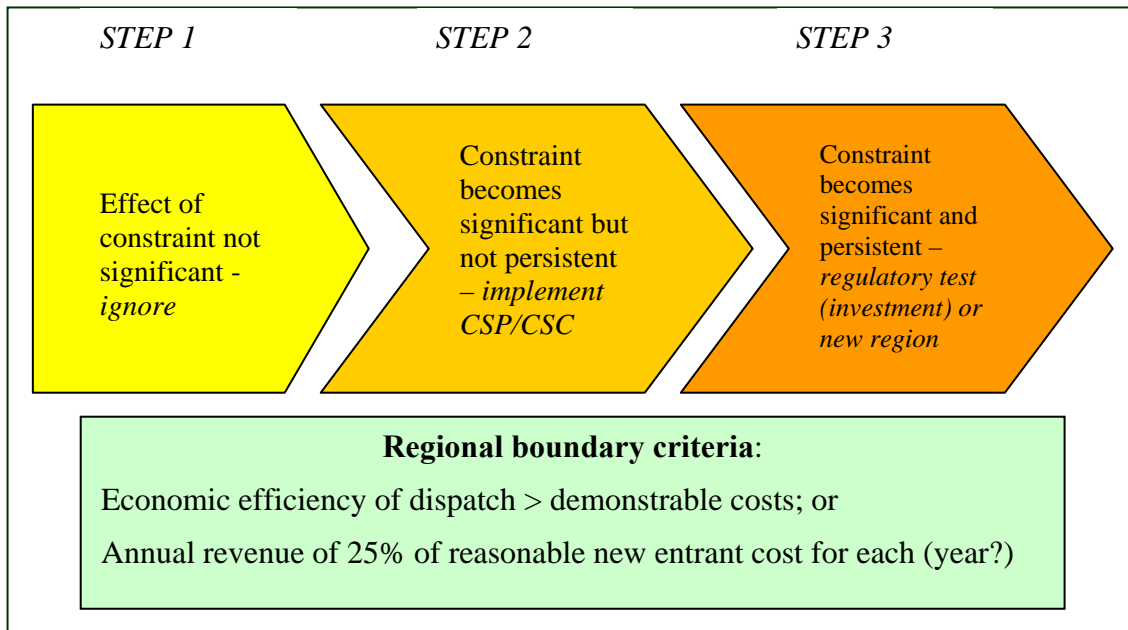 STEP 1
STEP 2
STEP 3
Effect of
constraint not
significant -
ignore
Constraint
becomes
significant but
not persistent
– implement
CSP/CSC
Constraint
becomes
significant and
persistent –
regulatory test
(investment) or
new region
Regional boundary criteria:
Economic efficiency of dispatch > demonstrable costs; or
Annual revenue of 25% of reasonable new entrant cost for each (year?)